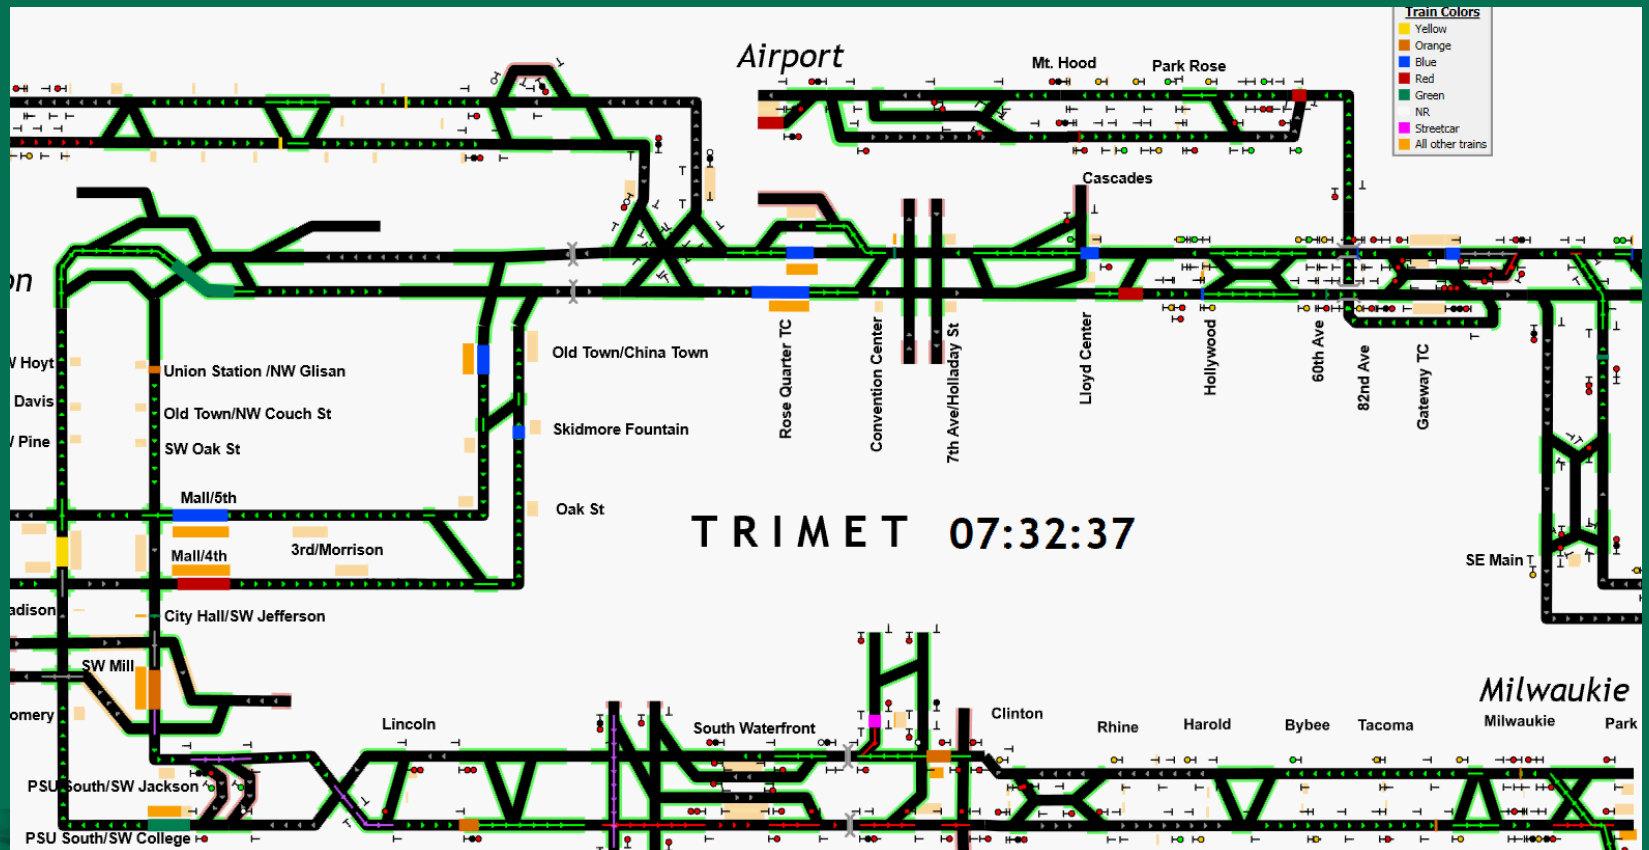 Train Colors
Yellow
Orange
Blue
Red
Green
NR
Streetcar
All other trains
Airport
Mt. Hood
Park Rose
Cascades
on
W Hoyt
Davis
/ Pine
Union Station /NW Glisan
Old Town/NW Couch St
SW Oak St
Old Town/China Town
Skidmore Fountain
Oak St
Rose Quarter TC
Convention Center
7th Ave/Holladay St
Lloyd Center
Hollywood
60th Ave
82nd Ave
Gateway TC
Mall/5th
Mall/4th
3rd/Morrison
TRIMET 07:32:37
SE Main
adison
City Hall/SW Jefferson
SW Mill
omery
Lincoln
South Waterfront
Clinton
Rhine
Harold
Bybee
Tacoma
Milwaukie
Milwaukie
Park
PSU South/SW Jackson
PSU South/SW College